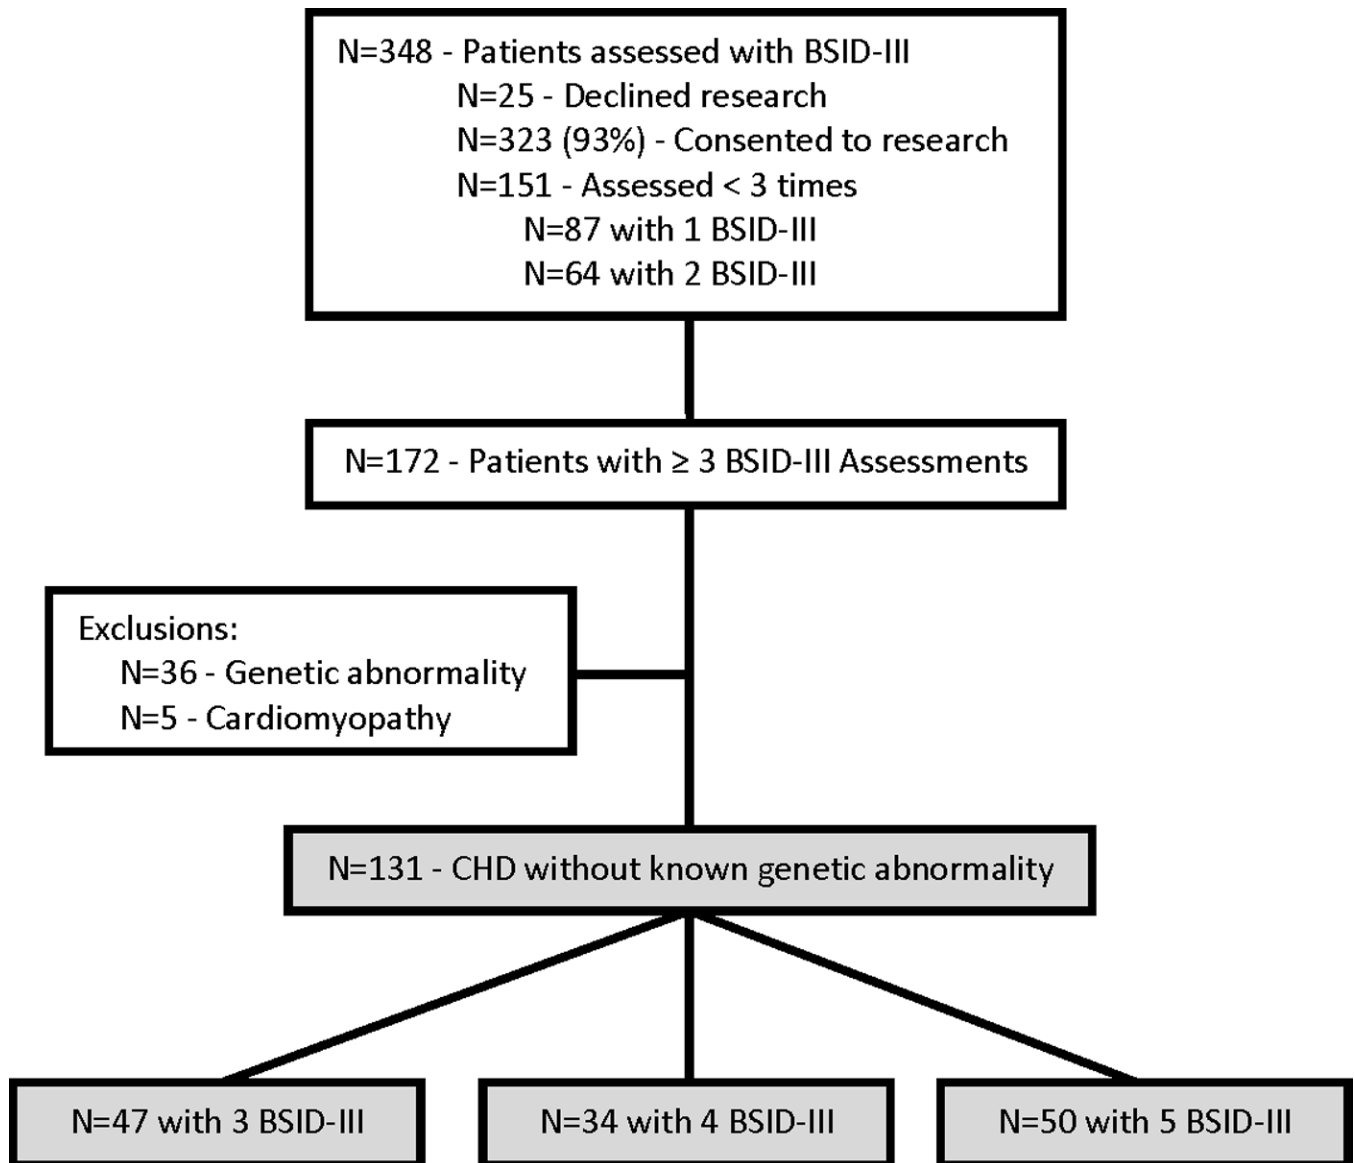 N=348 - Patients assessed with BSID-III
N=25 - Declined research
N=323 (93%) - Consented to research
N=151 - Assessed < 3 times
N=87 with 1 BSID-III
N=64 with 2 BSID-III
N=172 - Patients with ≥ 3 BSID-III Assessments
Exclusions:
N=36 - Genetic abnormality
N=5 - Cardiomyopathy
N=131 - CHD without known genetic abnormality
N=47 with 3 BSID-III
N=34 with 4 BSID-III
N=50 with 5 BSID-III